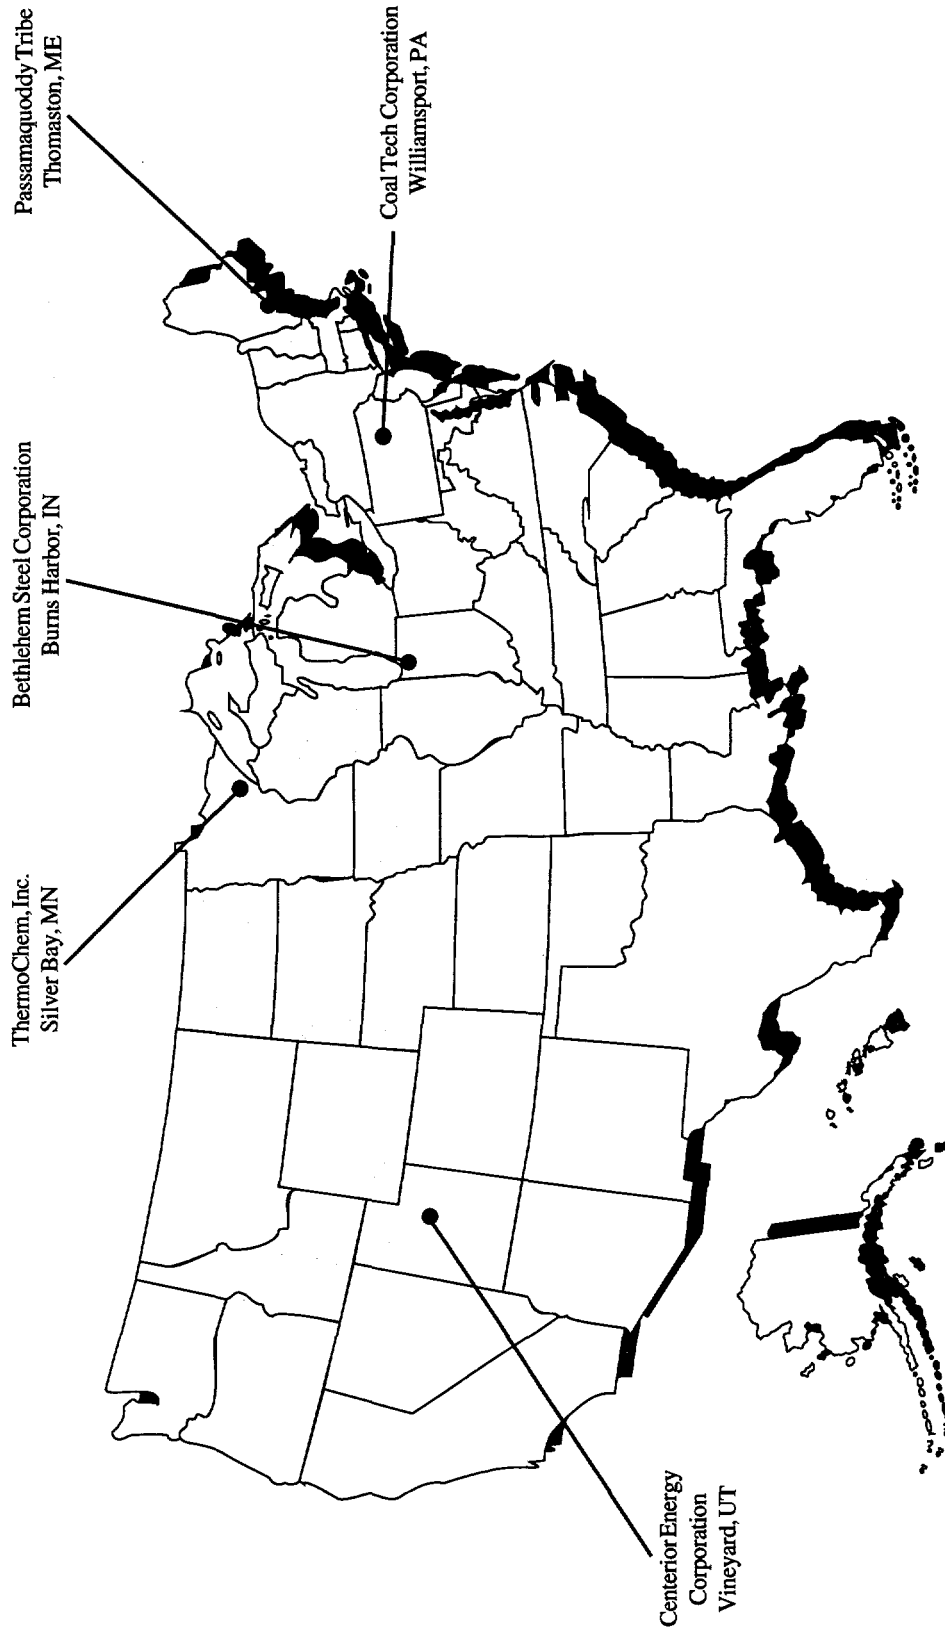 ThermoChem, Inc.
Silver Bay, MN
Bethlehem Steel Corporation
Burns Harbor, IN
Passamaquoddy Tribe
Thomaston, ME
Coal Tech Corporation
Williamsport, PA
Centerior Energy
Corporation
Vineyard, UT